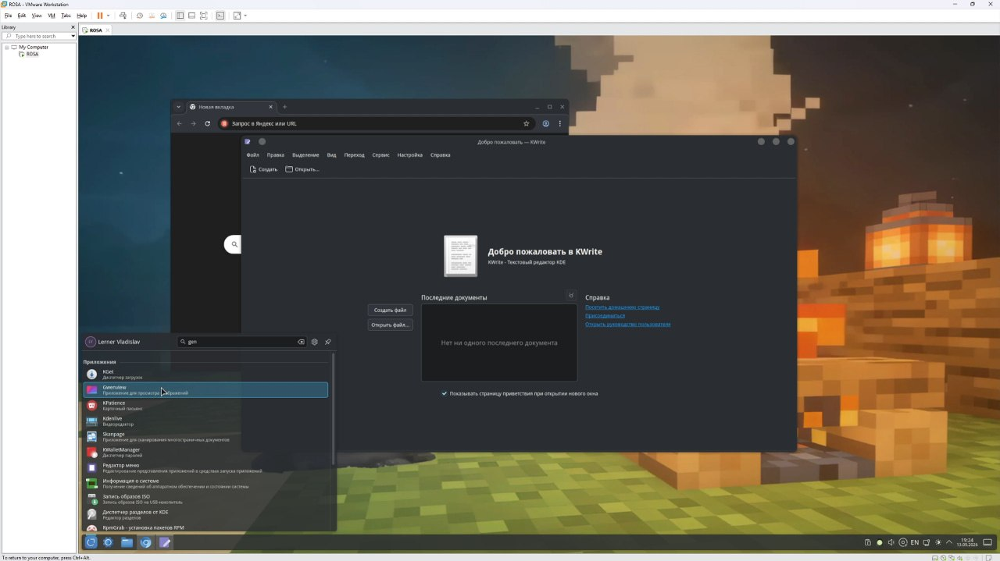 ROSA - VMware Workstation
File Edit View VM Tabs Help
Library
Type here to search
My Computer
ROSA
ROSA
Новая вкладка
Запрос в Яндекс или URL
Добро пожаловать — KWrite
Файл Правка Выделение Вид Переход Сервис Настройка Справка
Создать Открыть...
Добро пожаловать в KWrite
KWrite - Текстовый редактор KDE
Последние документы
Справка
Создать файл
Открыть файл...
Посетить домашнюю страницу
Присоединиться
Открыть руководство пользователя
Нет ни одного последнего документа
Показывать страницу приветствия при открытии нового окна
LV Lerner Vladislav
gen
Приложения
KGet
Диспетчер загрузок
Gwenview
Приложение для просмотра изображений
KPatience
Карточный пасьянс
Kdenlive
Видеоредактор
Skanpage
Приложение для сканирования многостраничных документов
KWalletManager
Диспетчер паролей
Редактор меню
Редактирование представления приложений в средствах запуска приложений
Информация о системе
Получение сведений об аппаратном обеспечении и состоянии системы
Запись образов ISO
Запись образов ISO на USB-накопитель
Диспетчер разделов от KDE
Редактор разделов
RpmGrab - установка пакетов RPM
EN
19:24
13.09.2026
To return to your computer, press Ctrl+Alt.